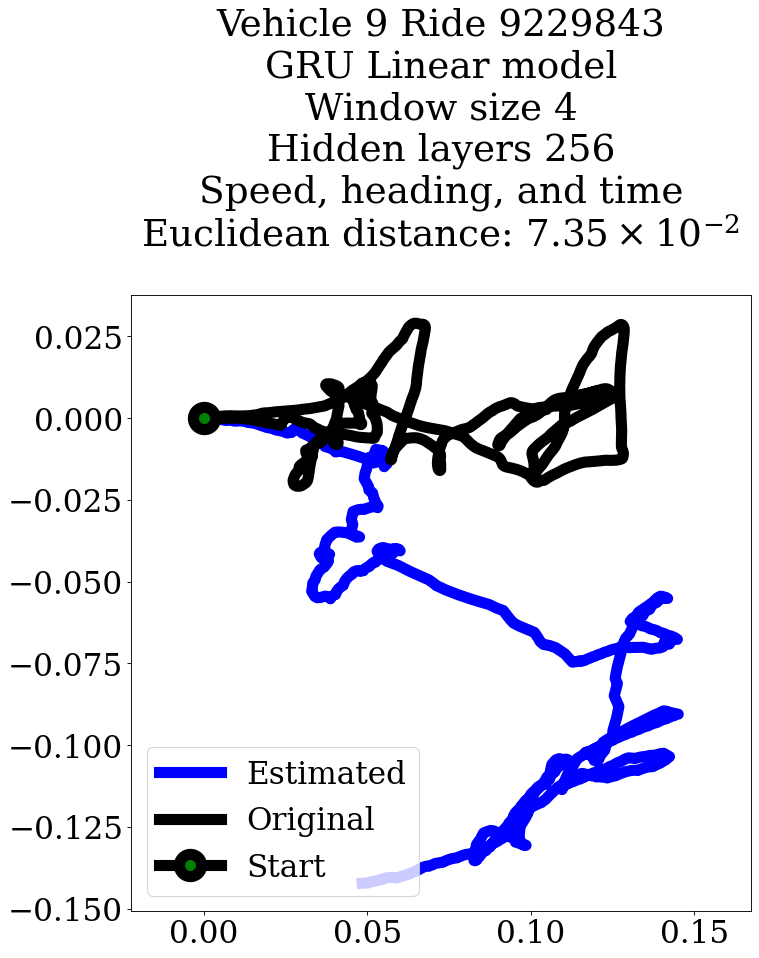 Vehicle 9 Ride 9229843
GRU Linear model
Window size 4
Hidden layers 256
Speed, heading, and time
Euclidean distance: 7.35 × 10⁻²
0.025
0.000
−0.025
−0.050
−0.075
−0.100
−0.125
−0.150
Estimated
Original
Start
0.00 0.05 0.10 0.15